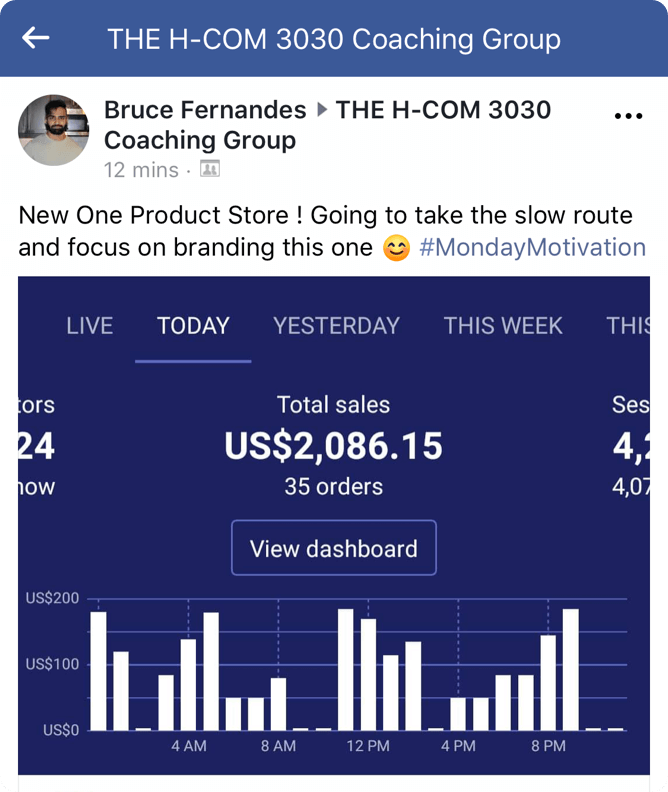 THE H-COM 3030 Coaching Group
Bruce Fernandes ▸ THE H-COM 3030
Coaching Group
12 mins ·
New One Product Store ! Going to take the slow route
and focus on branding this one 😊 #MondayMotivation
LIVE TODAY YESTERDAY THIS WEEK THIS
tors Total sales Ses
24 US$2,086.15 4,2
now 35 orders 4,07
View dashboard
US$200
US$100
US$0
4 AM 8 AM 12 PM 4 PM 8 PM